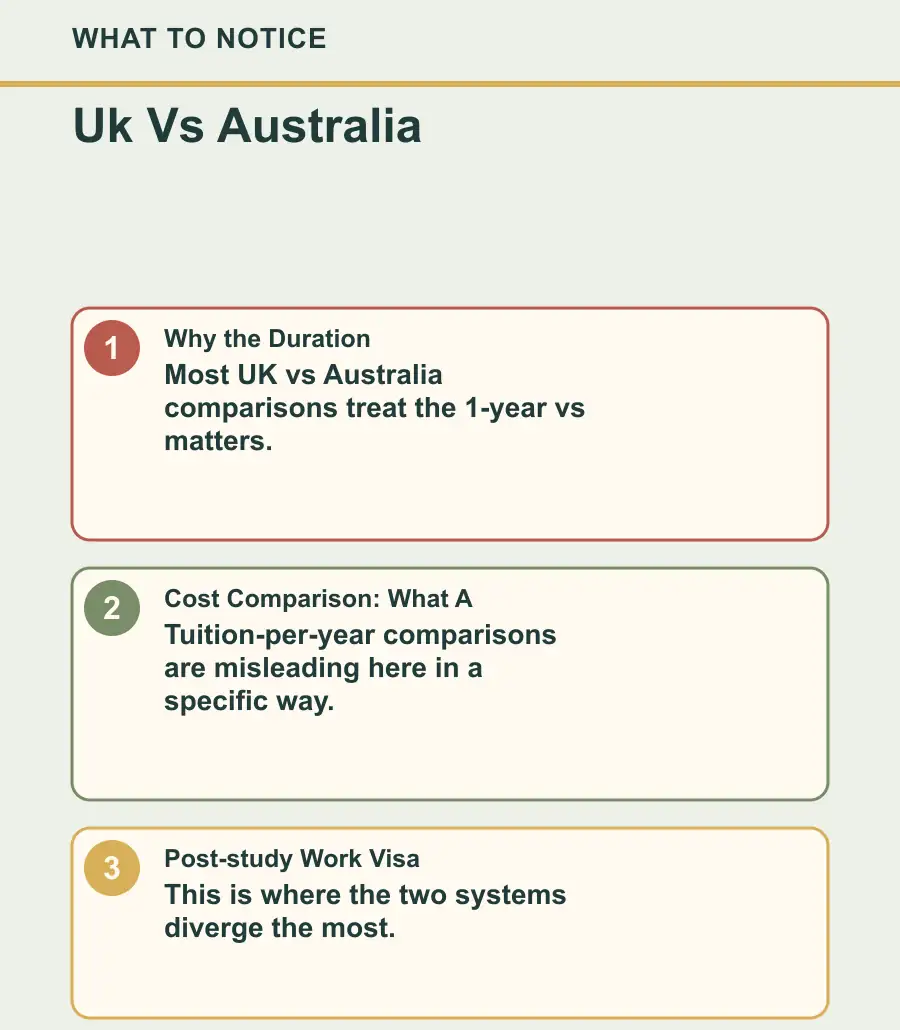 WHAT TO NOTICE
Uk Vs Australia
1
Why the Duration
Most UK vs Australia
comparisons treat the 1-year vs
matters.
2
Cost Comparison: What A
Tuition-per-year comparisons
are misleading here in a
specific way.
3
Post-study Work Visa
This is where the two systems
diverge the most.